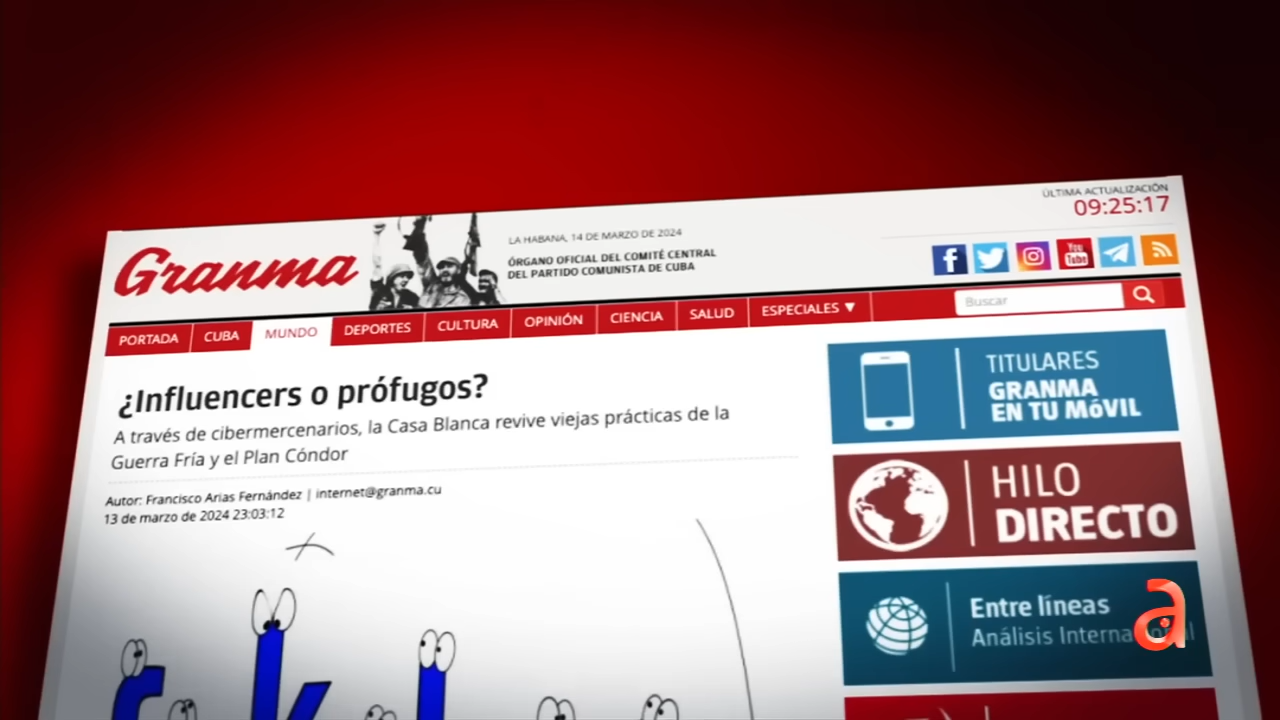 Granma
LA HABANA, 14 DE MARZO DE 2024
ÓRGANO OFICIAL DEL COMITÉ CENTRAL
DEL PARTIDO COMUNISTA DE CUBA
ÚLTIMA ACTUALIZACIÓN
09:25:17
You
Tube
PORTADA CUBA MUNDO DEPORTES CULTURA OPINIÓN CIENCIA SALUD ESPECIALES ▼ Buscar
¿Influencers o prófugos?
A través de cibermercenarios, la Casa Blanca revive viejas prácticas de la
Guerra Fría y el Plan Cóndor
Autor: Francisco Arias Fernández | internet@granma.cu
13 de marzo de 2024 23:03:12
TITULARES
GRANMA
EN TU MóVIL
HILO
DIRECTO
Entre líneas
Análisis Internacional
a